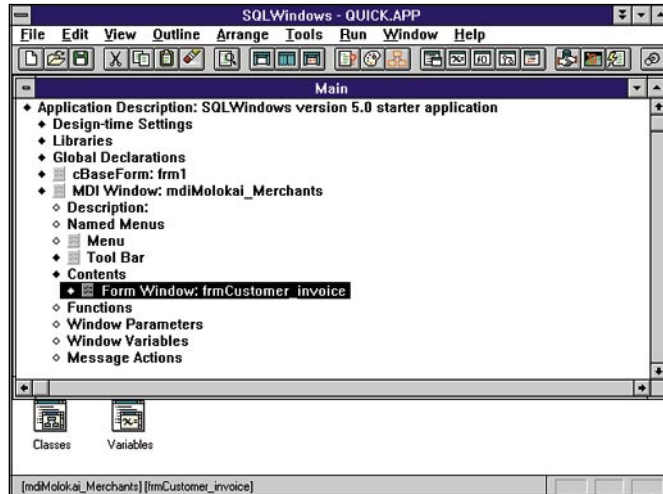 SQLWindows - QUICK.APP
File Edit View Outline Arrange Tools Run Window Help
Main
Application Description: SQLWindows version 5.0 starter application
Design-time Settings
Libraries
Global Declarations
cBaseForm: frm1
MDI Window: mdiMolokai_Merchants
Description:
Named Menus
Menu
Tool Bar
Contents
Form Window: frmCustomer_invoice
Functions
Window Parameters
Window Variables
Message Actions
Classes Variables
[mdiMolokai_Merchants][frmCustomer_invoice]